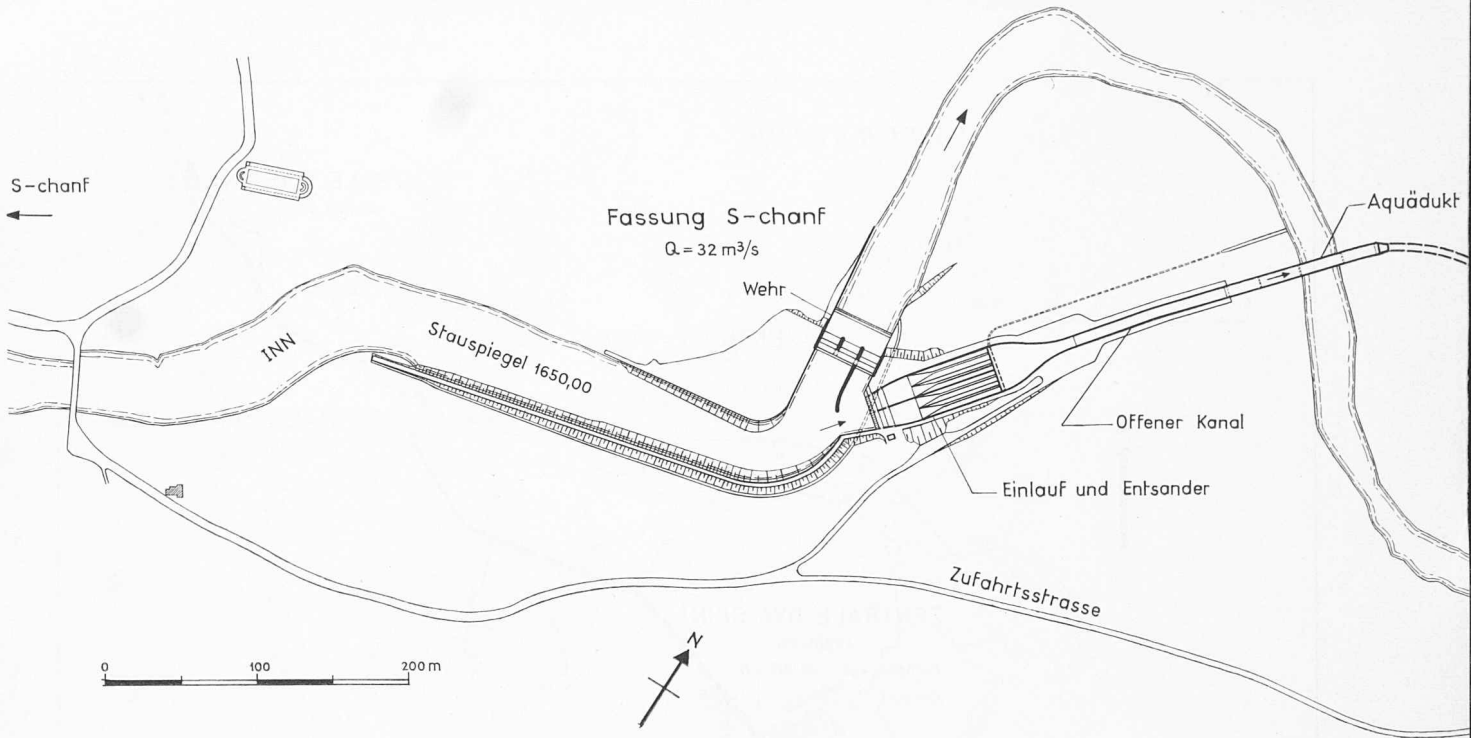 S-chanf
Fassung S-chanf
Q = 32 m³/s
Aquädukt
Wehr
INN
Stauspiegel 1650,00
Offener Kanal
Einlauf und Entsander
Zufahrtsstrasse
N
0 100 200 m